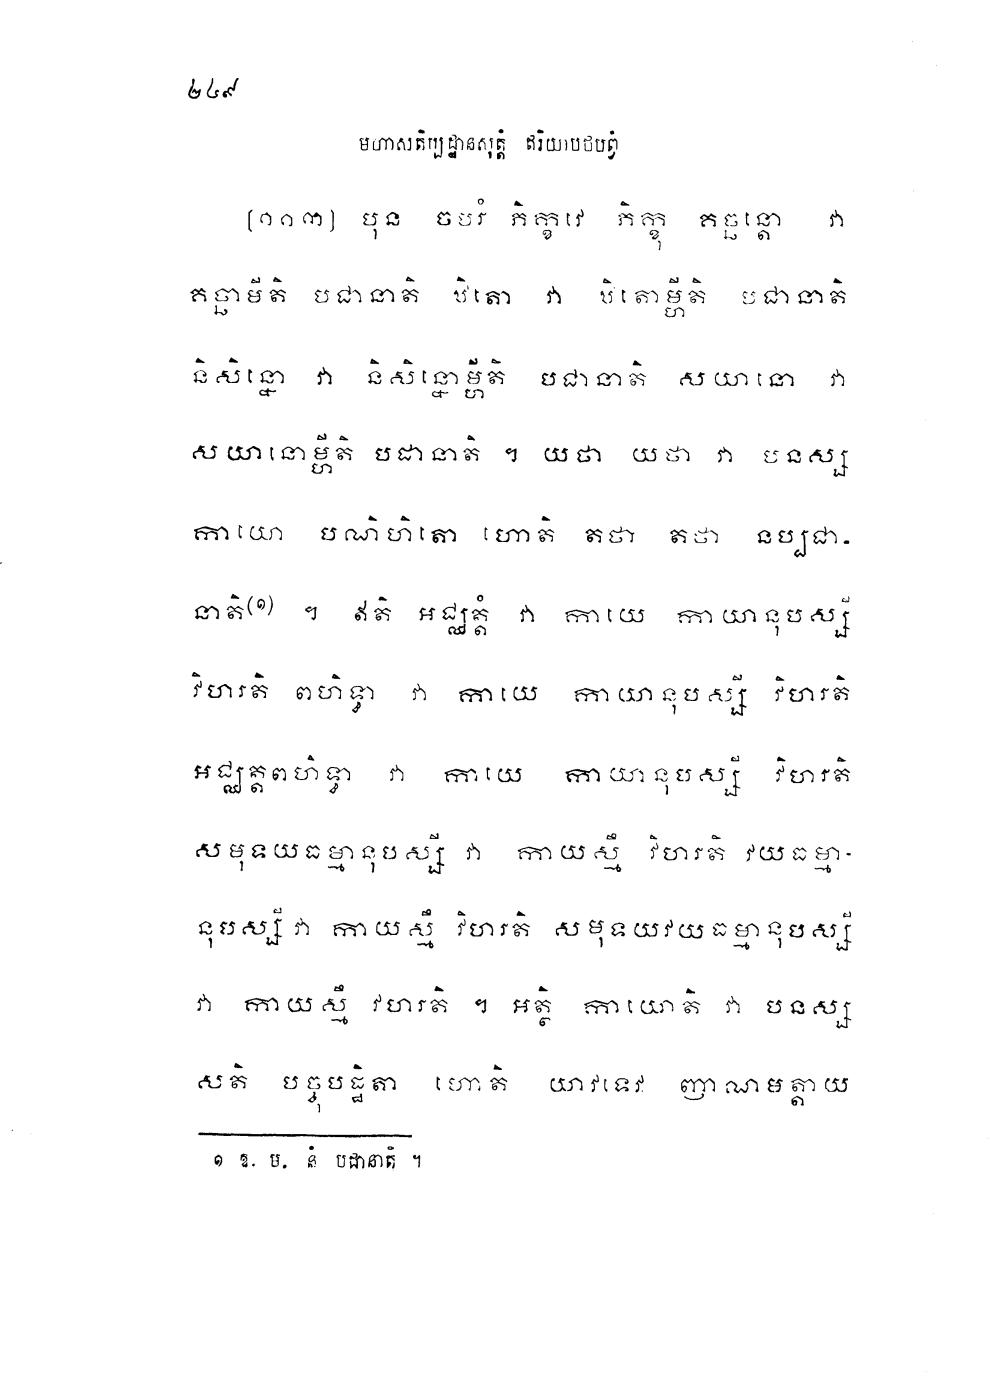 ២៤៩
មហាសតិប្បដ្ឋានសុត្តំ ឥរិយាបថបព្វំ
(១១៣) បុន ចបរំ ភិក្ខវេ ភិក្ខុ គច្ឆន្តោ វា
គច្ឆាមីតិ បជានាតិ ឋិតោ វា ឋិតោម្ហីតិ បជានាតិ
និសិន្នោ វា និសិន្នោម្ហីតិ បជានាតិ សយានោ វា
សយានោម្ហីតិ បជានាតិ ។ យថា យថា វា បនស្ស
កាយោ បណិហិតោ ហោតិ តថា តថា នប្បជា-
នាតិ(១) ។ ឥតិ អជ្ឈត្តំ វា កាយេ កាយានុបស្សី
វិហរតិ ពហិទ្ធា វា កាយេ កាយានុបស្សី វិហរតិ
អជ្ឈត្តពហិទ្ធា វា កាយេ កាយានុបស្សី វិហរតិ
សមុទយធម្មានុបស្សី វា កាយស្មឹ វិហរតិ វយធម្មា-
នុបស្សី វា កាយស្មឹ វិហរតិ សមុទយវយធម្មានុបស្សី
វា កាយស្មឹ វហរតិ ។ អត្ថិ កាយោតិ វា បនស្ស
សតិ បច្ចុបដ្ឋិតា ហោតិ យាវទេវ ញាណមត្តាយ
១ ឱ. ម. នំ បជានាតិ ។